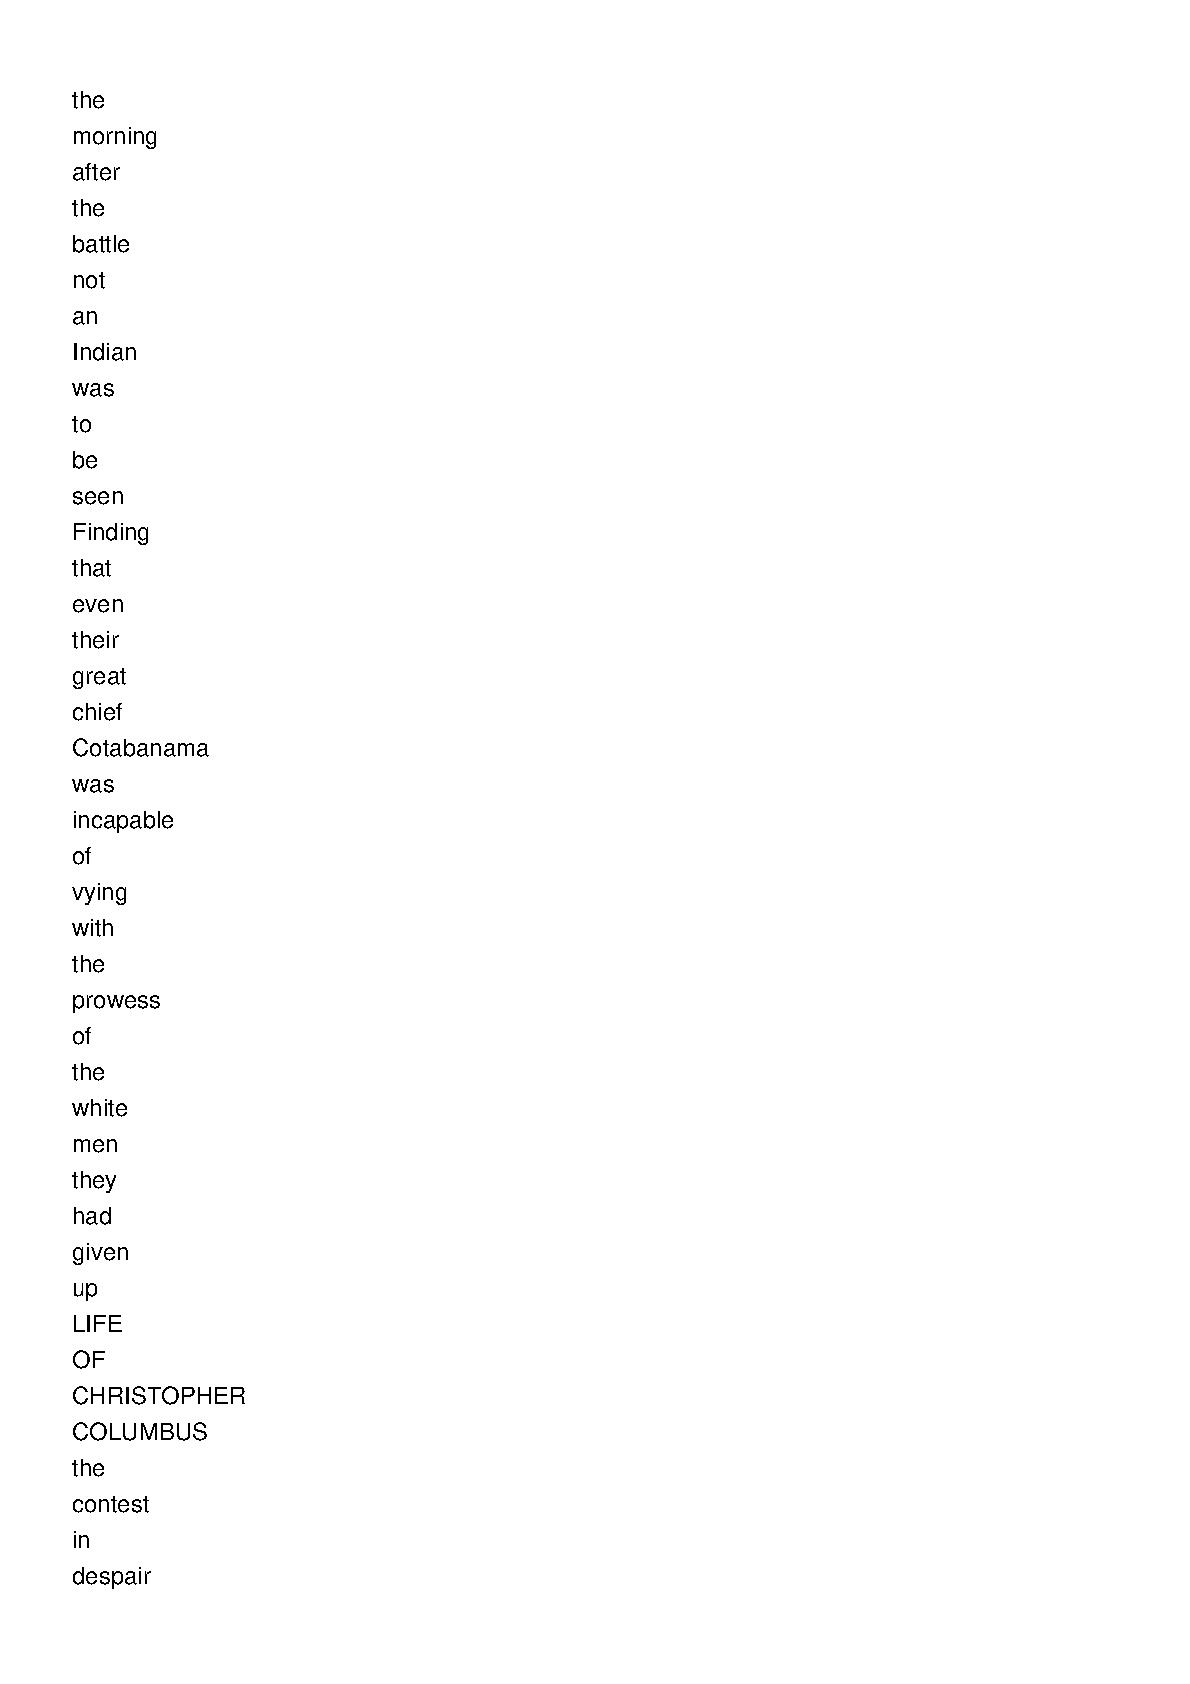 the
morning
after
the
battle
not
an
Indian
was
to
be
seen
Finding
that
even
their
great
chief
Cotabanama
was
incapable
of
vying
with
the
prowess
of
the
white
men
they
had
given
up
LIFE
OF
CHRISTOPHER
COLUMBUS
the
contest
in
despair